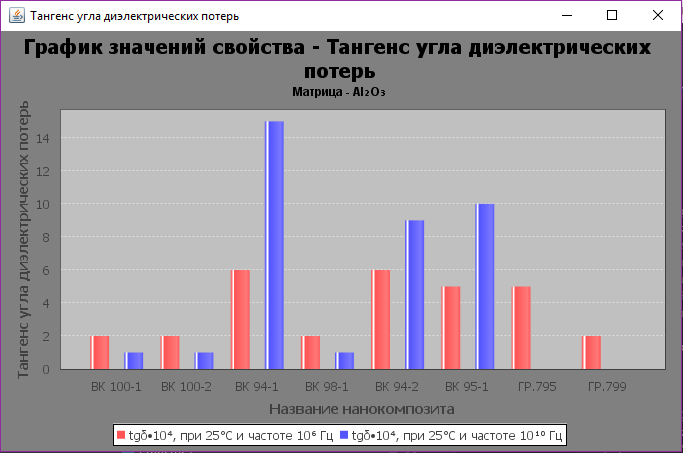 Тангенс угла диэлектрических потерь
График значений свойства - Тангенс угла диэлектрических
потерь
Матрица - Al₂O₃
Тангенс угла диэлектрических потерь
14
12
10
8
6
4
2
0
ВК 100-1 ВК 100-2 ВК 94-1 ВК 98-1 ВК 94-2 ВК 95-1 ГР.795 ГР.799
Название нанокомпозита
tgδ•10⁴, при 25°C и частоте 10⁶ Гц tgδ•10⁴, при 25°C и частоте 10¹⁰ Гц